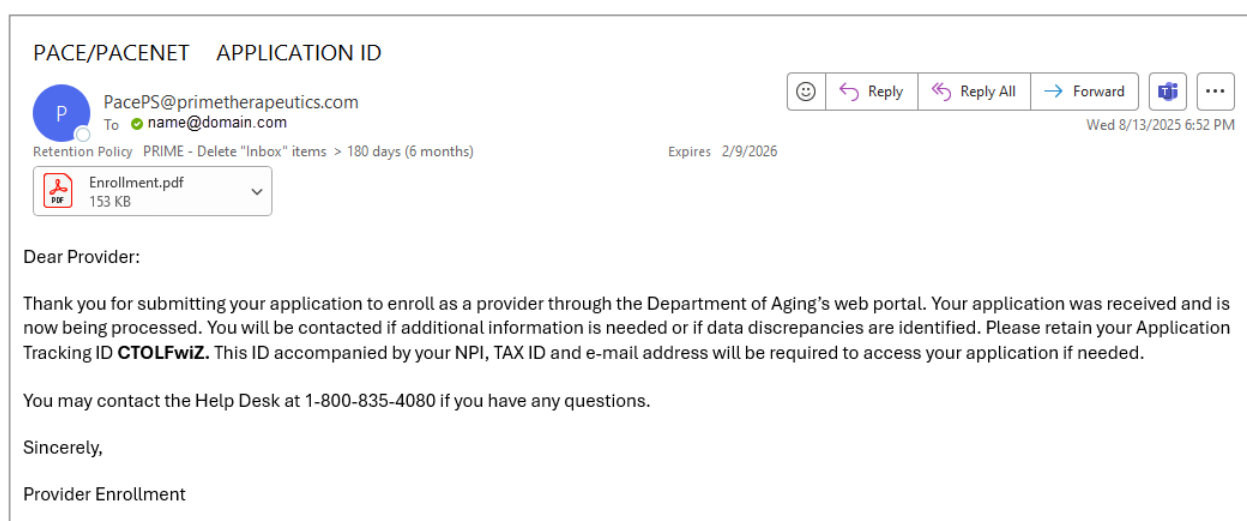 PACE/PACENET APPLICATION ID
P
PacePS@primetherapeutics.com
To name@domain.com
Reply
Reply All
Forward
Wed 8/13/2025 6:52 PM
Retention Policy PRIME - Delete "Inbox" items > 180 days (6 months)
Expires 2/9/2026
PDF
Enrollment.pdf
153 KB
Dear Provider:
Thank you for submitting your application to enroll as a provider through the Department of Aging’s web portal. Your application was received and is
now being processed. You will be contacted if additional information is needed or if data discrepancies are identified. Please retain your Application
Tracking ID CTOLFwiZ. This ID accompanied by your NPI, TAX ID and e-mail address will be required to access your application if needed.
You may contact the Help Desk at 1-800-835-4080 if you have any questions.
Sincerely,
Provider Enrollment